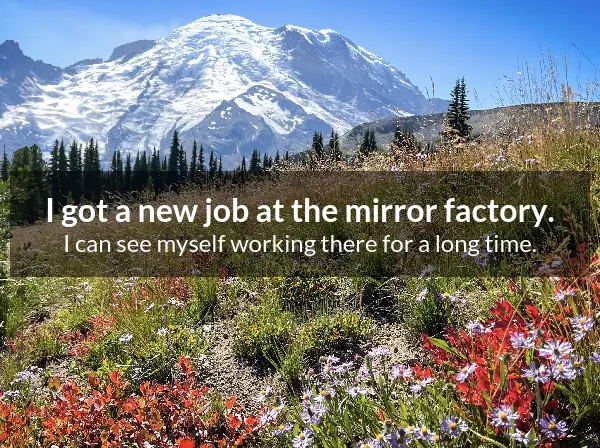 I got a new job at the mirror factory.
I can see myself working there for a long time.